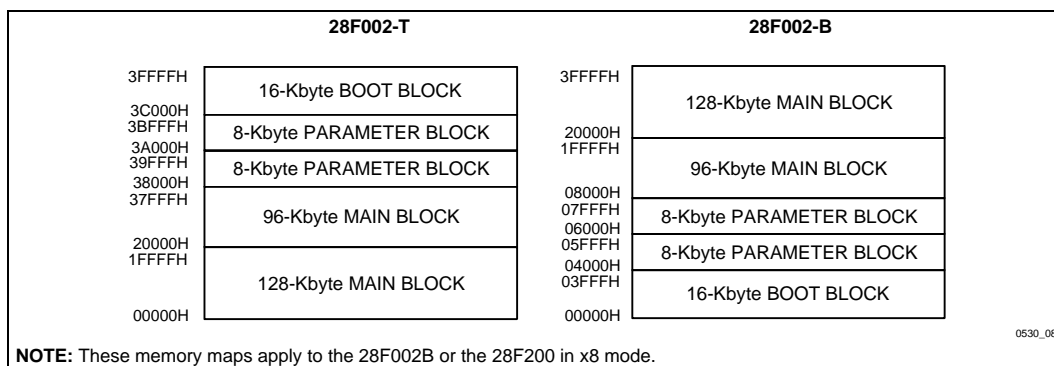 28F002-T
3FFFFH
16-Kbyte BOOT BLOCK
3C000H
3BFFFH
8-Kbyte PARAMETER BLOCK
3A000H
39FFFH
8-Kbyte PARAMETER BLOCK
38000H
37FFFH
96-Kbyte MAIN BLOCK
20000H
1FFFFH
128-Kbyte MAIN BLOCK
00000H
28F002-B
3FFFFH
128-Kbyte MAIN BLOCK
20000H
1FFFFH
96-Kbyte MAIN BLOCK
08000H
07FFFH
8-Kbyte PARAMETER BLOCK
06000H
05FFFH
8-Kbyte PARAMETER BLOCK
04000H
03FFFH
16-Kbyte BOOT BLOCK
00000H
0530_08
NOTE: These memory maps apply to the 28F002B or the 28F200 in x8 mode.